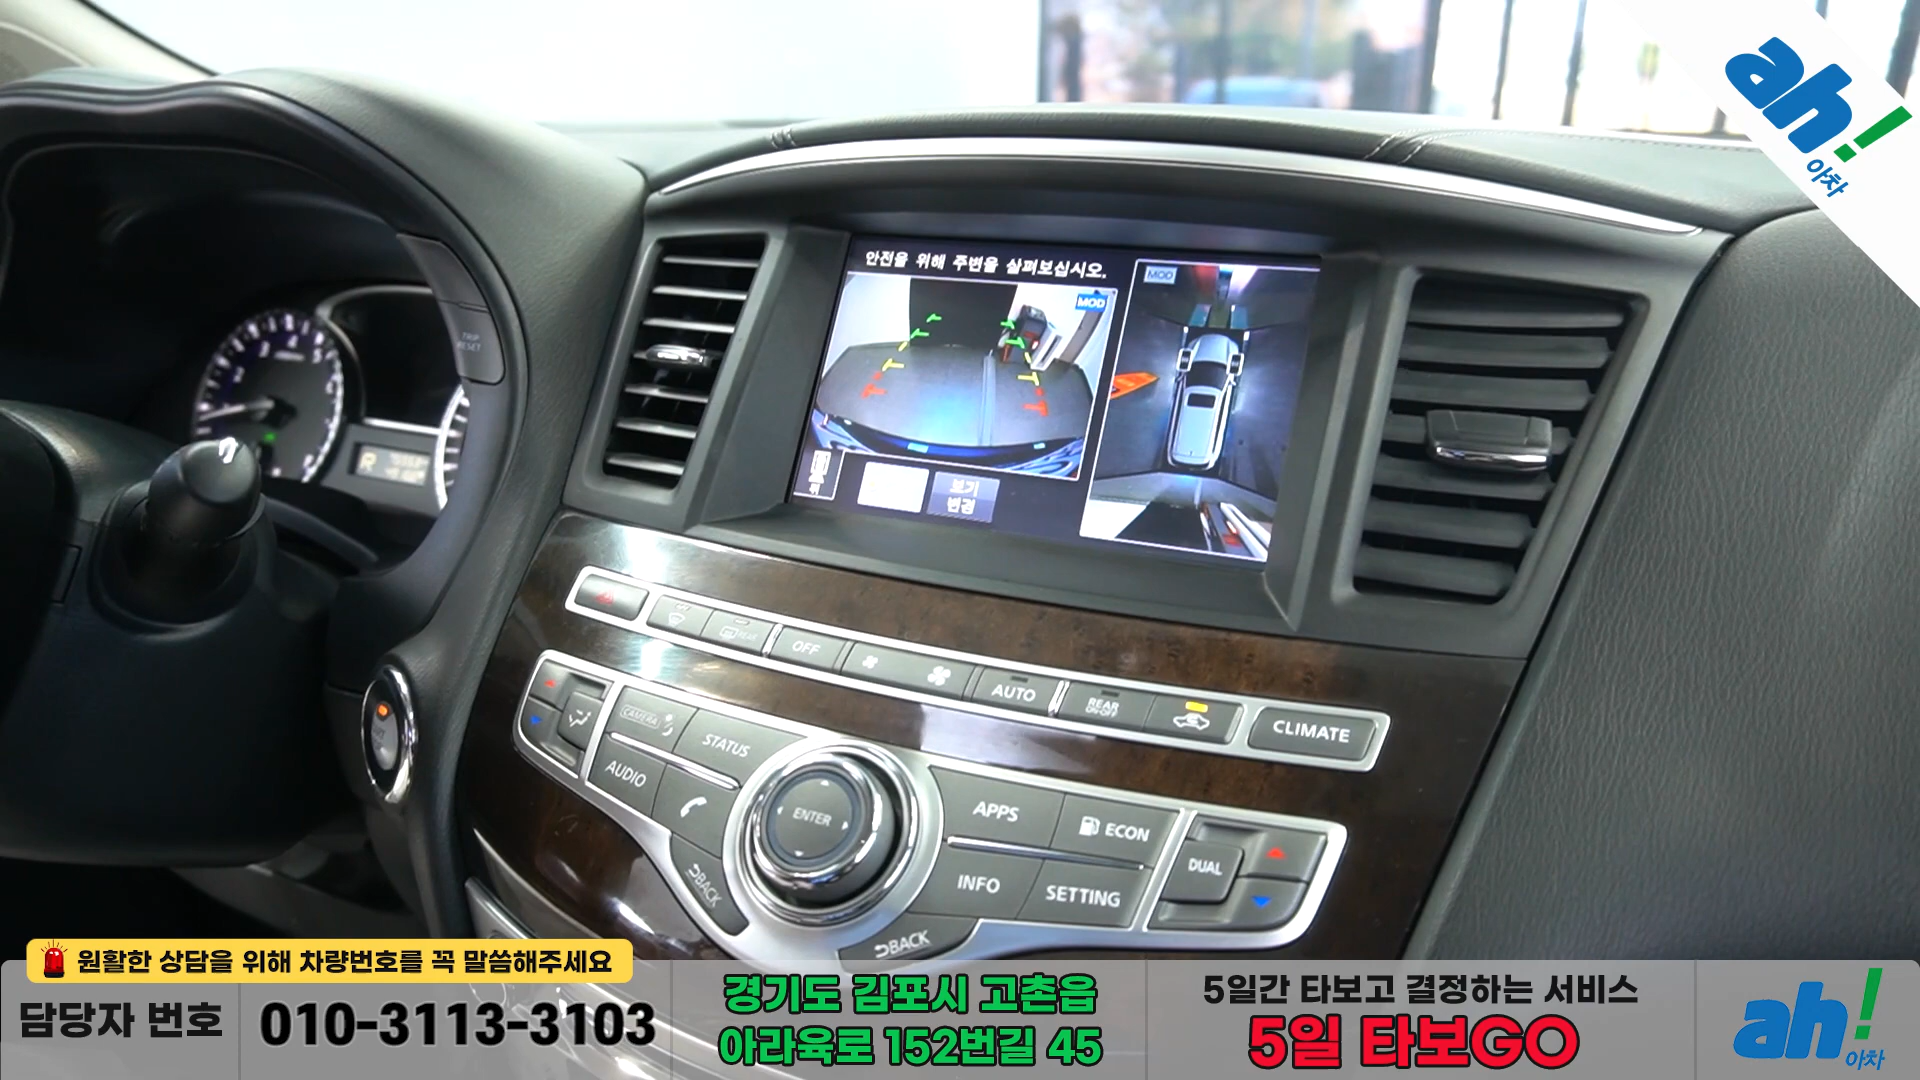 ah!
아차
안전을 위해 주변을 살펴보십시오.
MOD
MOD
보기
변경
TRIP
RESET
R
OFF
AUTO
REAR
ON·OFF
CLIMATE
CAMERA
STATUS
AUDIO
BACK
ENTER
APPS
ECON
INFO
SETTING
BACK
DUAL
원활한 상담을 위해 차량번호를 꼭 말씀해주세요
담당자 번호
010-3113-3103
경기도 김포시 고촌읍
아라육로 152번길 45
5일간 타보고 결정하는 서비스
5일 타보GO
ah!
아차